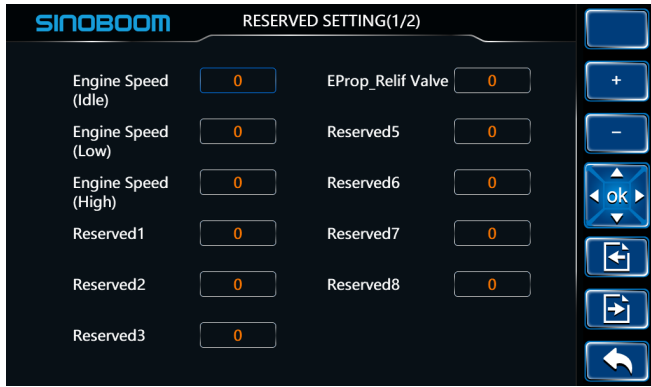 SINOBOOM
RESERVED SETTING(1/2)
Engine Speed
(Idle)
0
EProp_Relif Valve
0
+
Engine Speed
(Low)
0
Reserved5
0
−
Engine Speed
(High)
0
Reserved6
0
ok
Reserved1
0
Reserved7
0
Reserved2
0
Reserved8
0
Reserved3
0